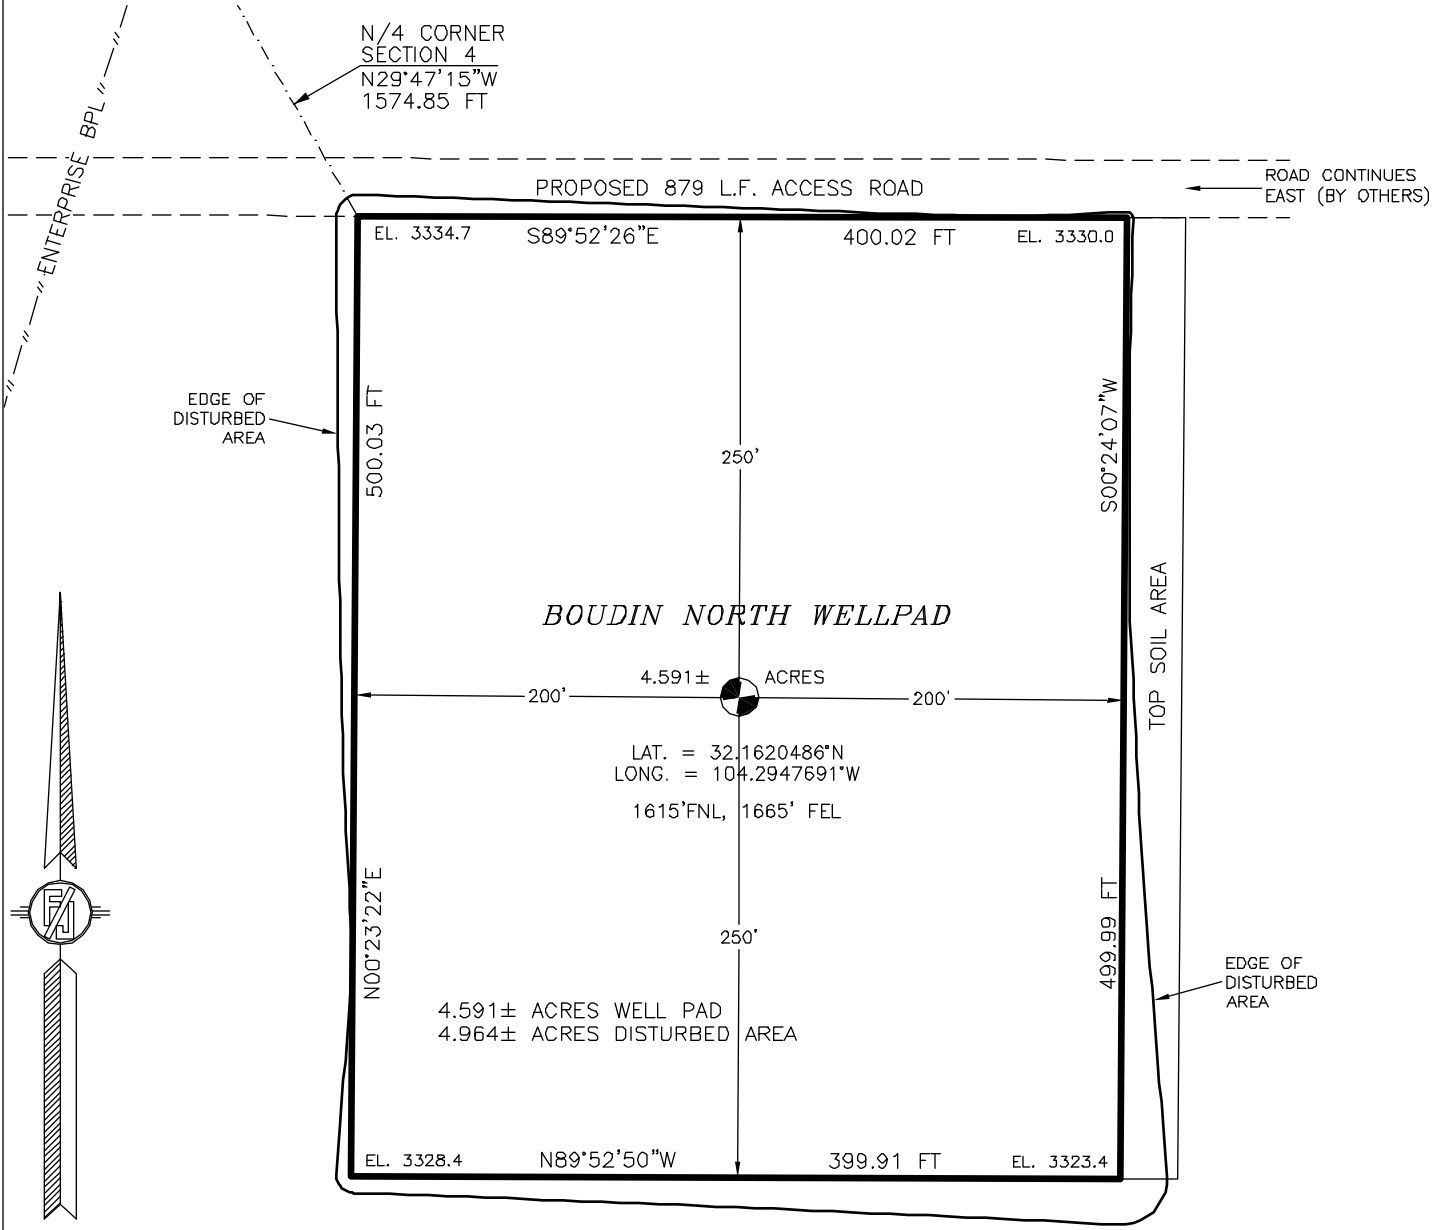 N/4 CORNER
SECTION 4
N29°47'15"W
1574.85 FT
ENTERPRISE BPL
PROPOSED 879 L.F. ACCESS ROAD
ROAD CONTINUES
EAST (BY OTHERS)
EL. 3334.7
S89°52'26"E
400.02 FT
EL. 3330.0
EDGE OF
DISTURBED
AREA
500.03 FT
S00°24'07"W
250'
BOUDIN NORTH WELLPAD
TOP SOIL AREA
4.591± ACRES
200'
200'
LAT. = 32.1620486°N
LONG. = 104.2947691°W
1615'FNL, 1665' FEL
N00°23'22"E
499.99 FT
250'
EDGE OF
DISTURBED
AREA
4.591± ACRES WELL PAD
4.964± ACRES DISTURBED AREA
EL. 3328.4
N89°52'50"W
399.91 FT
EL. 3323.4